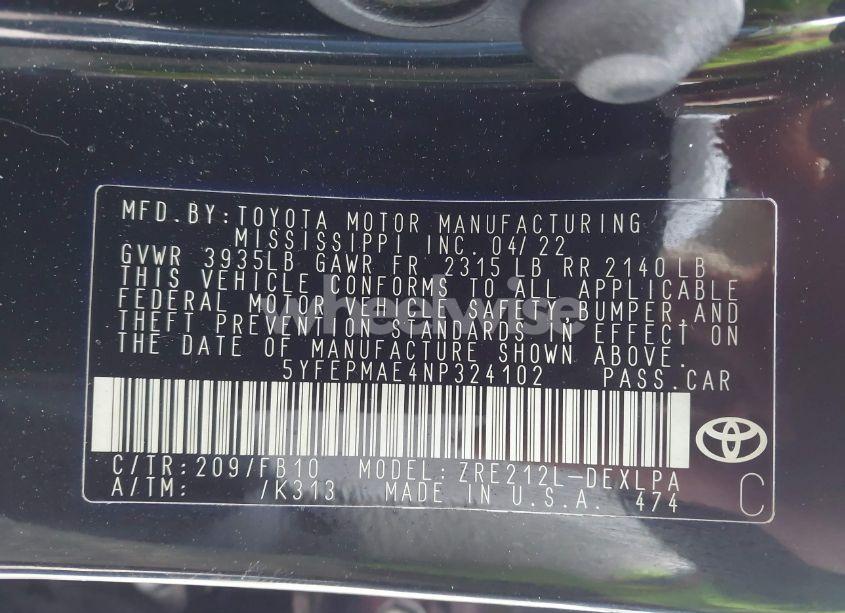 MFD.BY:TOYOTA MOTOR MANUFACTURING
MISSISSIPPI INC. 04/22
GVWR 3935LB GAWR FR 2315 LB RR 2140 LB
THIS VEHICLE CONFORMS TO ALL APPLICABLE
FEDERAL MOTOR VEHICLE SAFETY,BUMPER,AND
THEFT PREVENTION STANDARDS IN EFFECT ON
THE DATE OF MANUFACTURE SHOWN ABOVE.
5YFEPMAE4NP324102 PASS.CAR
C/TR:209/FB10 MODEL:ZRE212L-DEXLPA
A/TM: /K313 MADE IN U.S.A. 474
C
wheelwise